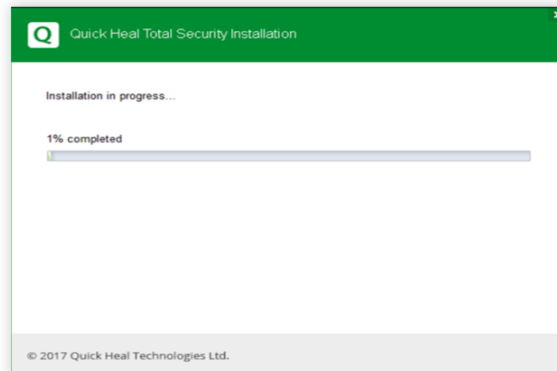 Q Quick Heal Total Security Installation
Installation in progress...
1% completed
© 2017 Quick Heal Technologies Ltd.